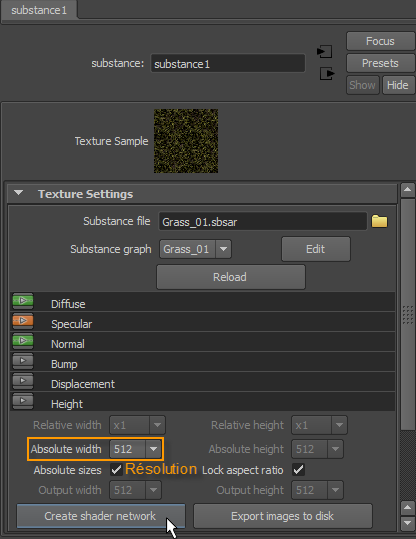 substance1
Focus
substance: substance1
Presets
Show Hide
Texture Sample
Texture Settings
Substance file Grass_01.sbsar
Substance graph Grass_01 Edit
Reload
Diffuse
Specular
Normal
Bump
Displacement
Height
Relative width x1 Relative height x1
Absolute width 512 Absolute height 512
Absolute sizes Résolution Lock aspect ratio
Output width 512 Output height 512
Create shader network Export images to disk